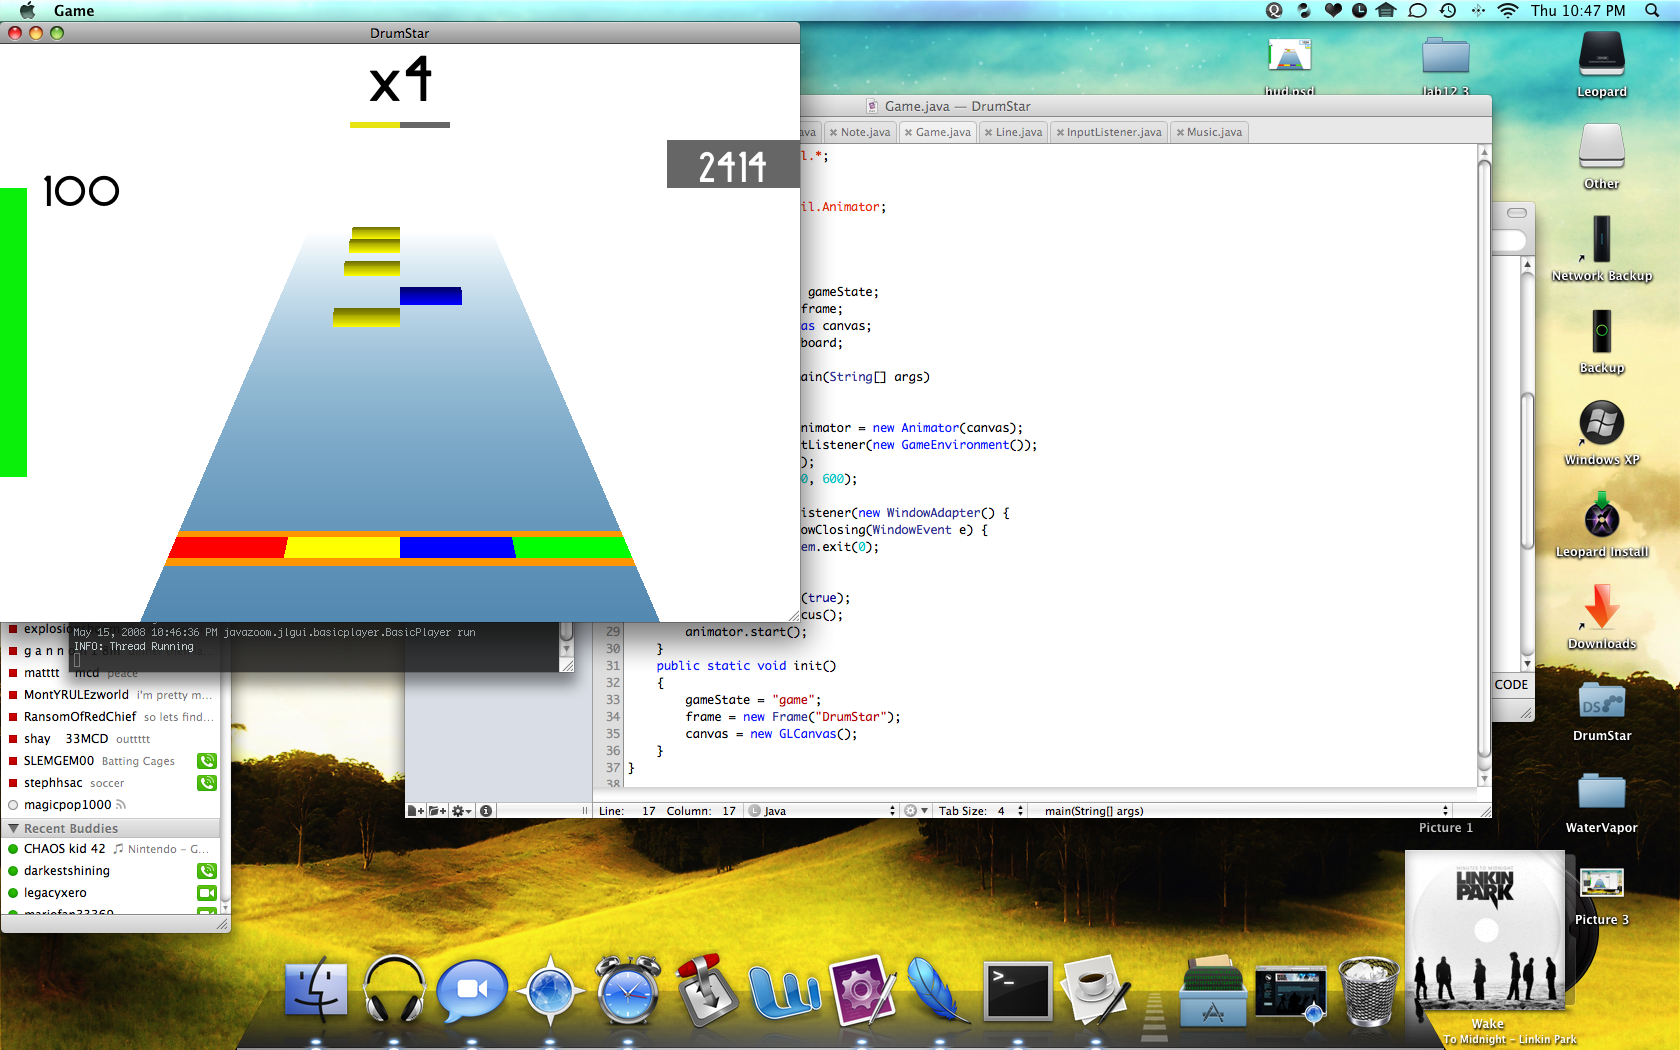 Game
Thu 10:47 PM
DrumStar
x4
100
2414
Game.java — DrumStar
ava
Note.java
Game.java
Line.java
InputListener.java
Music.java
l.*;
il.Animator;
gameState;
frame;
as canvas;
board;
ain(String[] args)
nimator = new Animator(canvas);
tListener(new GameEnvironment());
);
0, 600);
istener(new WindowAdapter() {
owClosing(WindowEvent e) {
em.exit(0);
(true);
cus();
29 animator.start();
30 }
31 public static void init()
32 {
33 gameState = "game";
34 frame = new Frame("DrumStar");
35 canvas = new GLCanvas();
36 }
37 }
38
Line: 17 Column: 17 Java Tab Size: 4 main(String[] args)
May 15, 2008 10:46:36 PM javazoom.jlgui.basicplayer.BasicPlayer run
INFO: Thread Running
matttt mcd peace
MontYRULEzworld i'm pretty m...
RansomOfRedChief so lets find...
shay 33MCD outtttt
SLEMGEM00 Batting Cages
stephhsac soccer
magicpop1000
Recent Buddies
CHAOS kid 42 Nintendo – G...
darkestshining
legacyxero
mariofan33369
CODE
hud.psd
lab12.3
Leopard
Other
Network Backup
Backup
Windows XP
Leopard Install
Downloads
DS
DrumStar
WaterVapor
Picture 1
Picture 3
MINUTES TO MIDNIGHT
LINKIN
PARK
Wake
To Midnight – Linkin Park